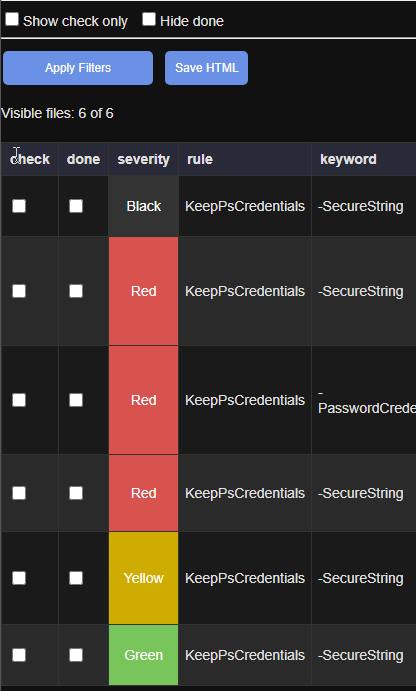 Show check only Hide done
Apply Filters Save HTML
Visible files: 6 of 6
check done severity rule keyword
Black KeepPsCredentials -SecureString
Red KeepPsCredentials -SecureString
Red KeepPsCredentials -
PasswordCrede
Red KeepPsCredentials -SecureString
Yellow KeepPsCredentials -SecureString
Green KeepPsCredentials -SecureString